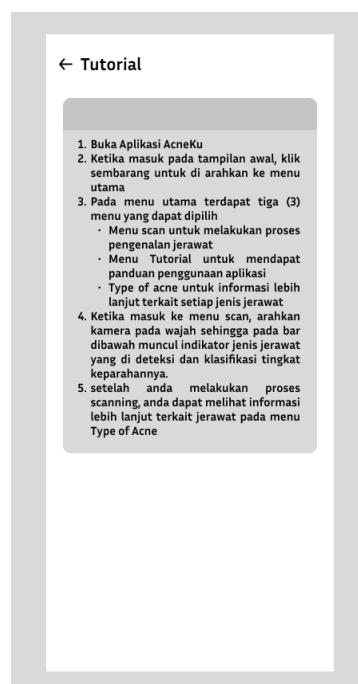 ← Tutorial
1. Buka Aplikasi AcneKu
2. Ketika masuk pada tampilan awal, klik
sembarang untuk di arahkan ke menu
utama
3. Pada menu utama terdapat tiga (3)
menu yang dapat dipilih
· Menu scan untuk melakukan proses
pengenalan jerawat
· Menu Tutorial untuk mendapat
panduan penggunaan aplikasi
· Type of acne untuk informasi lebih
lanjut terkait setiap jenis jerawat
4. Ketika masuk ke menu scan, arahkan
kamera pada wajah sehingga pada bar
dibawah muncul indikator jenis jerawat
yang di deteksi dan klasifikasi tingkat
keparahannya.
5. setelah anda melakukan proses
scanning, anda dapat melihat informasi
lebih lanjut terkait jerawat pada menu
Type of Acne